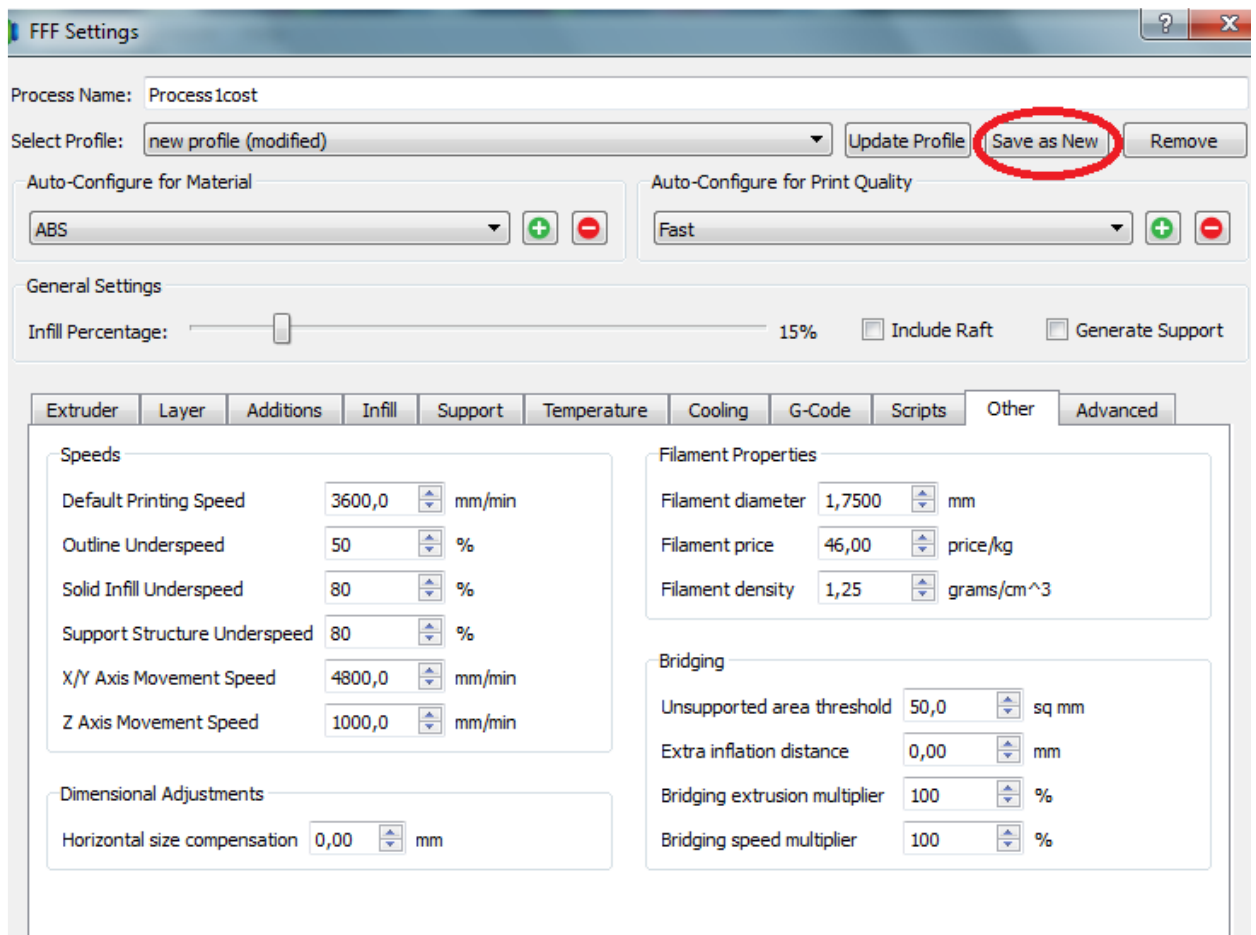 FFF Settings
Process Name: Process1cost
Select Profile: new profile (modified) Update Profile Save as New Remove
Auto-Configure for Material
ABS
Auto-Configure for Print Quality
Fast
General Settings
Infill Percentage: 15% Include Raft Generate Support
Extruder Layer Additions Infill Support Temperature Cooling G-Code Scripts Other Advanced
Speeds
Default Printing Speed 3600,0 mm/min
Outline Underspeed 50 %
Solid Infill Underspeed 80 %
Support Structure Underspeed 80 %
X/Y Axis Movement Speed 4800,0 mm/min
Z Axis Movement Speed 1000,0 mm/min
Dimensional Adjustments
Horizontal size compensation 0,00 mm
Filament Properties
Filament diameter 1,7500 mm
Filament price 46,00 price/kg
Filament density 1,25 grams/cm^3
Bridging
Unsupported area threshold 50,0 sq mm
Extra inflation distance 0,00 mm
Bridging extrusion multiplier 100 %
Bridging speed multiplier 100 %